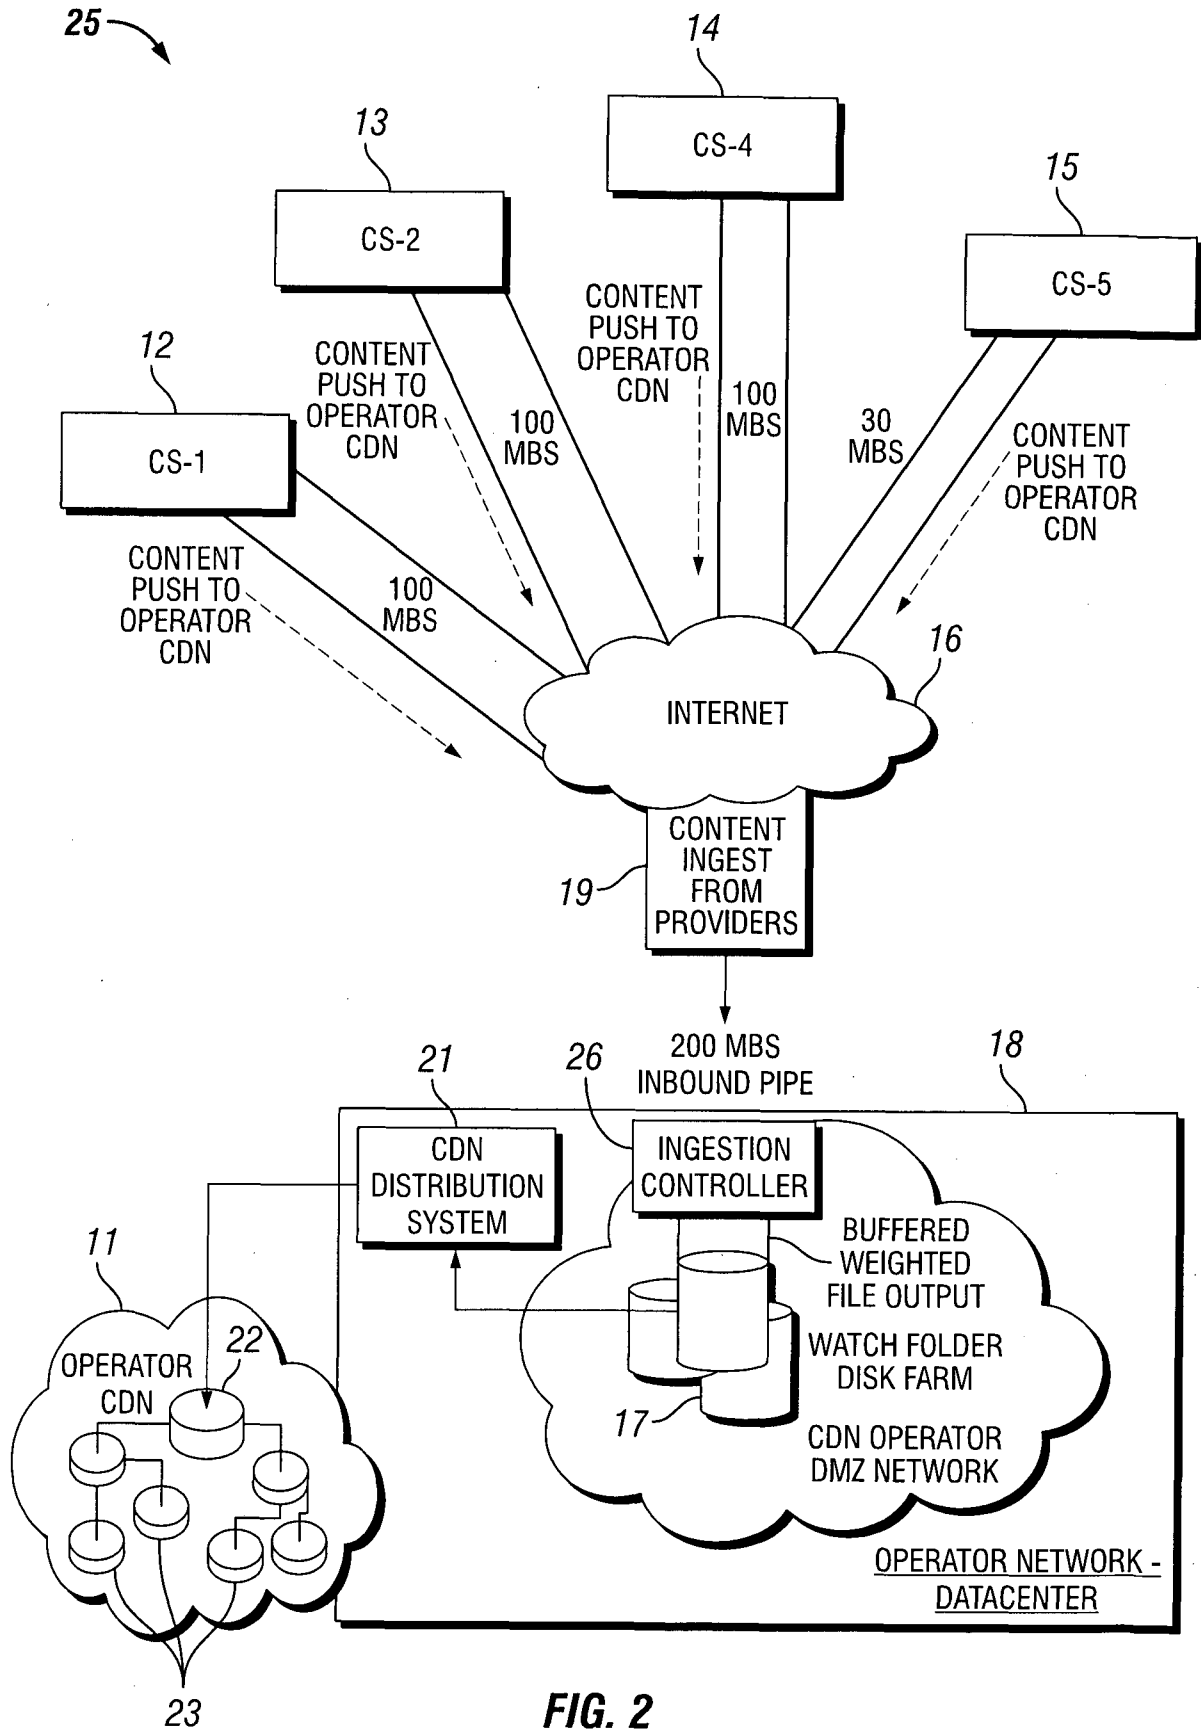 25
14
CS-4
13
CS-2
15
CS-5
12
CS-1
CONTENT
PUSH TO
OPERATOR
CDN
100
MBS
CONTENT
PUSH TO
OPERATOR
CDN
100
MBS
CONTENT
PUSH TO
OPERATOR
CDN
100
MBS
30
MBS
CONTENT
PUSH TO
OPERATOR
CDN
16
INTERNET
19
CONTENT
INGEST
FROM
PROVIDERS
200 MBS
INBOUND PIPE
18
21
CDN
DISTRIBUTION
SYSTEM
26
INGESTION
CONTROLLER
BUFFERED
WEIGHTED
FILE OUTPUT
WATCH FOLDER
DISK FARM
17
CDN OPERATOR
DMZ NETWORK
OPERATOR NETWORK -
DATACENTER
11
OPERATOR
CDN
22
23
FIG. 2